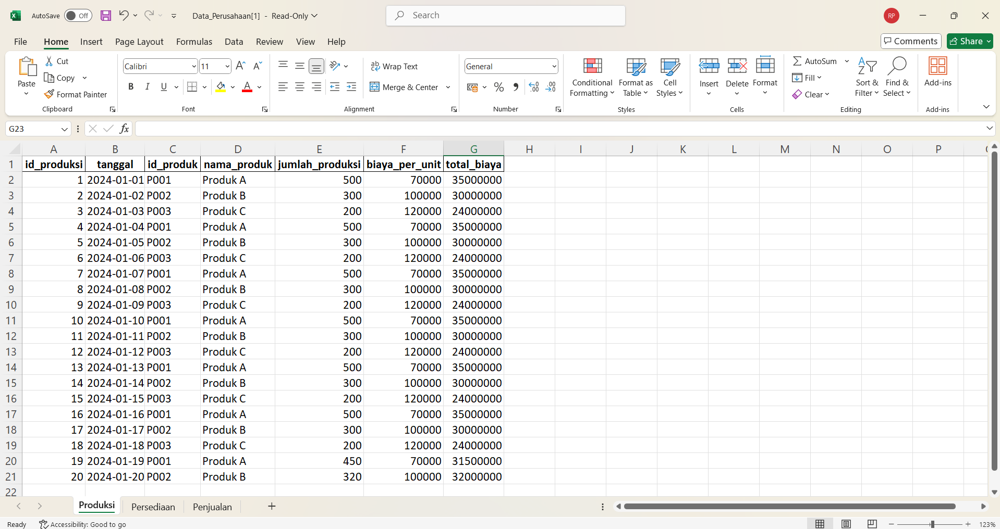 AutoSave Off Data_Perusahaan[1] - Read-Only Search RP
File Home Insert Page Layout Formulas Data Review View Help Comments Share
Paste Cut Copy Format Painter Clipboard
Calibri 11 B I U A Font
Wrap Text Merge & Center Alignment
General % Number
Conditional Formatting Format as Table Cell Styles Styles
Insert Delete Format Cells
AutoSum Fill Clear Sort & Filter Find & Select Editing
Add-ins Add-ins
G23 fx
A B C D E F G H I J K L M N O P
1 id_produksi tanggal id_produk nama_produk jumlah_produksi biaya_per_unit total_biaya
2 1 2024-01-01 P001 Produk A 500 70000 35000000
3 2 2024-01-02 P002 Produk B 300 100000 30000000
4 3 2024-01-03 P003 Produk C 200 120000 24000000
5 4 2024-01-04 P001 Produk A 500 70000 35000000
6 5 2024-01-05 P002 Produk B 300 100000 30000000
7 6 2024-01-06 P003 Produk C 200 120000 24000000
8 7 2024-01-07 P001 Produk A 500 70000 35000000
9 8 2024-01-08 P002 Produk B 300 100000 30000000
10 9 2024-01-09 P003 Produk C 200 120000 24000000
11 10 2024-01-10 P001 Produk A 500 70000 35000000
12 11 2024-01-11 P002 Produk B 300 100000 30000000
13 12 2024-01-12 P003 Produk C 200 120000 24000000
14 13 2024-01-13 P001 Produk A 500 70000 35000000
15 14 2024-01-14 P002 Produk B 300 100000 30000000
16 15 2024-01-15 P003 Produk C 200 120000 24000000
17 16 2024-01-16 P001 Produk A 500 70000 35000000
18 17 2024-01-17 P002 Produk B 300 100000 30000000
19 18 2024-01-18 P003 Produk C 200 120000 24000000
20 19 2024-01-19 P001 Produk A 450 70000 31500000
21 20 2024-01-20 P002 Produk B 320 100000 32000000
22
Produksi Persediaan Penjualan
Ready Accessibility: Good to go 123%